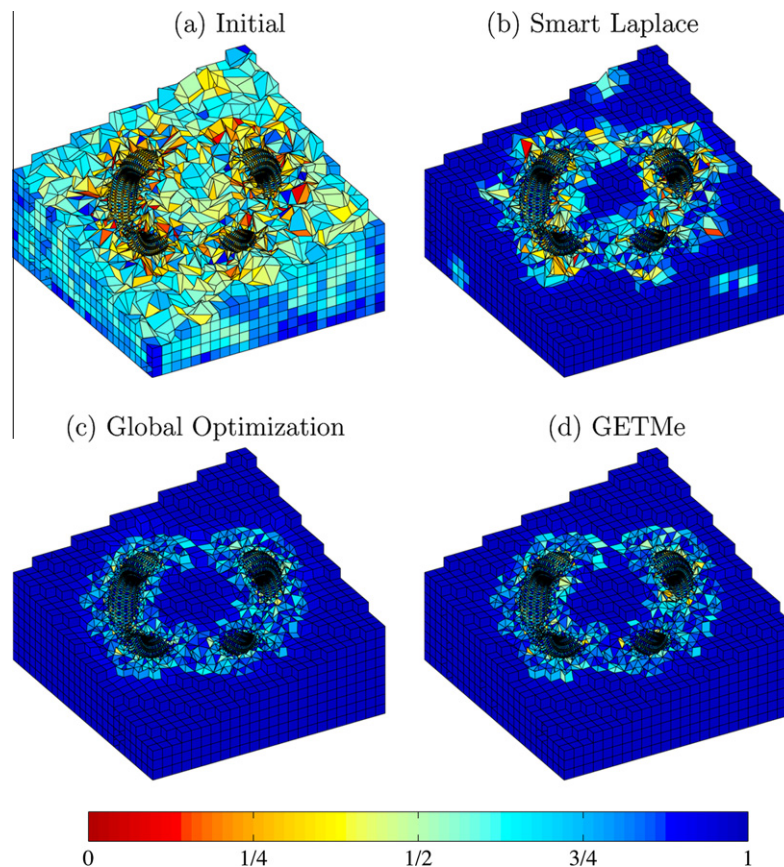 (a) Initial
(b) Smart Laplace
(c) Global Optimization
(d) GETMe
0 1/4 1/2 3/4 1